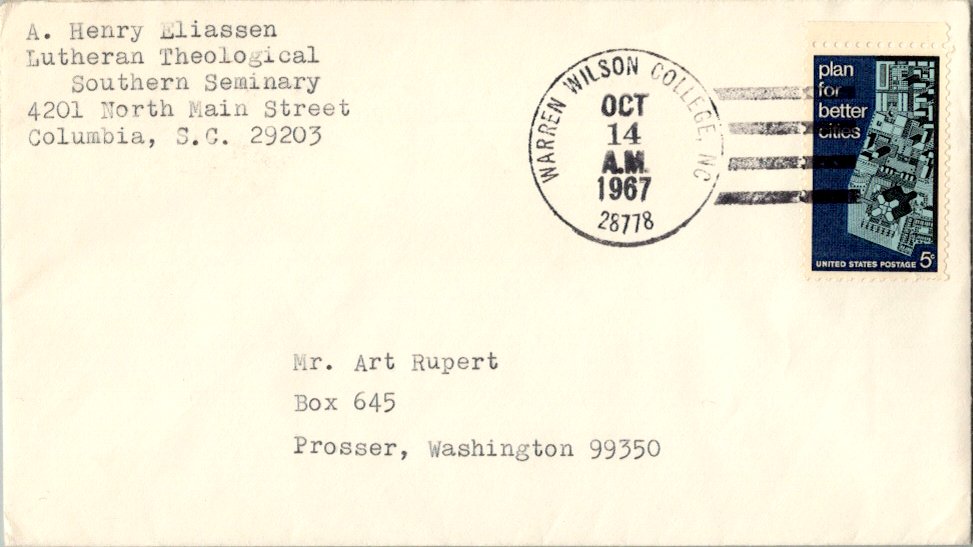 A. Henry Eliassen
Lutheran Theological
Southern Seminary
4201 North Main Street
Columbia, S.C. 29203
WARREN WILSON COLLEGE, NC
OCT
14
A.M.
1967
28778
plan
for
better
cities
UNITED STATES POSTAGE 5c
Mr. Art Rupert
Box 645
Prosser, Washington 99350